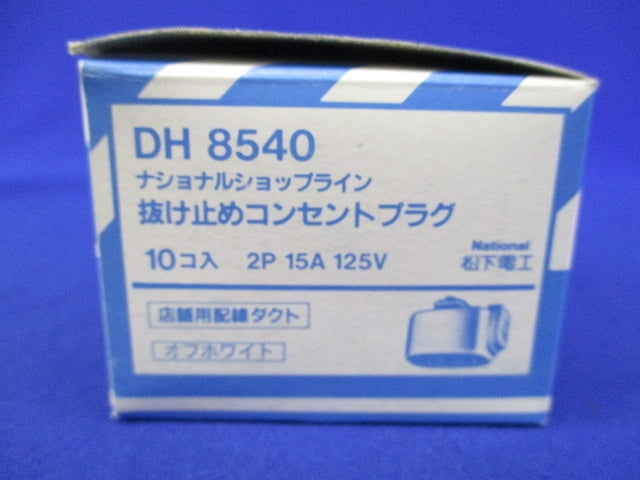 DH 8540
ナショナルショップライン
抜け止めコンセントプラグ
10コ入 2P 15A 125V
National
松下電工
店舗用配線ダクト
オフホワイト